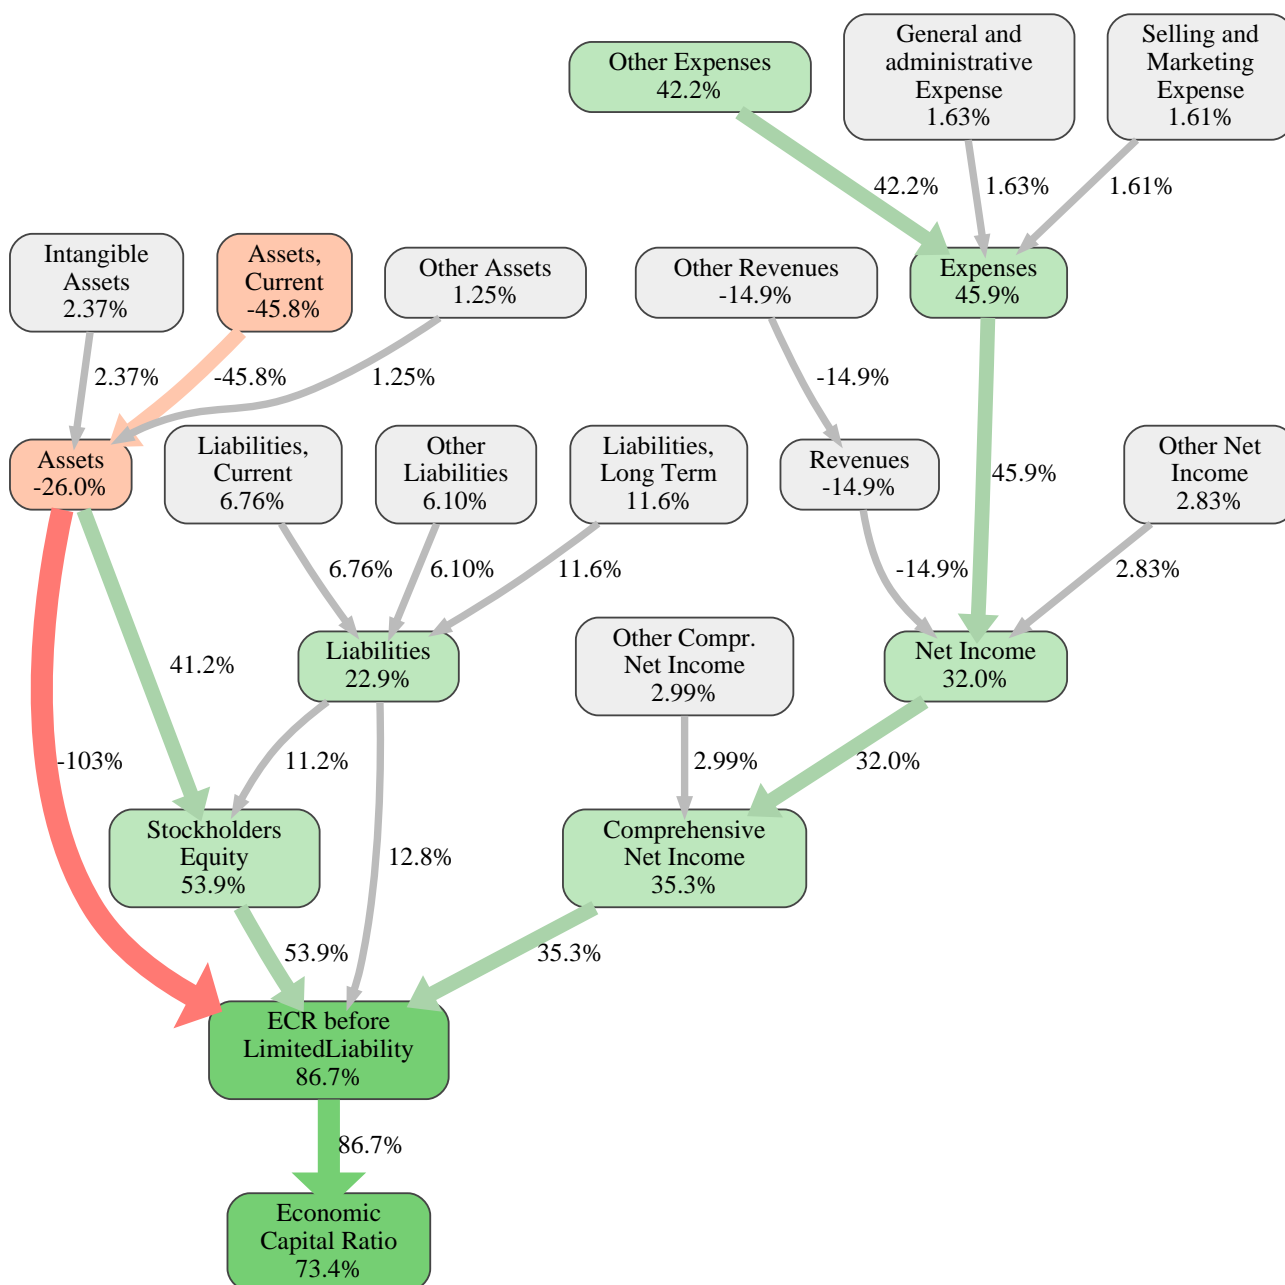 Other Expenses
42.2%
General and
administrative
Expense
1.63%
Selling and
Marketing
Expense
1.61%
42.2%
1.63%
1.61%
Intangible
Assets
2.37%
Assets,
Current
-45.8%
Other Assets
1.25%
Other Revenues
-14.9%
Expenses
45.9%
2.37%
-45.8%
1.25%
-14.9%
Assets
-26.0%
Liabilities,
Current
6.76%
Other
Liabilities
6.10%
Liabilities,
Long Term
11.6%
Revenues
-14.9%
45.9%
Other Net
Income
2.83%
6.76%
6.10%
11.6%
-14.9%
2.83%
41.2%
Liabilities
22.9%
Other Compr.
Net Income
2.99%
Net Income
32.0%
-103%
11.2%
2.99%
32.0%
Stockholders
Equity
53.9%
12.8%
Comprehensive
Net Income
35.3%
53.9%
35.3%
ECR before
LimitedLiability
86.7%
86.7%
Economic
Capital Ratio
73.4%